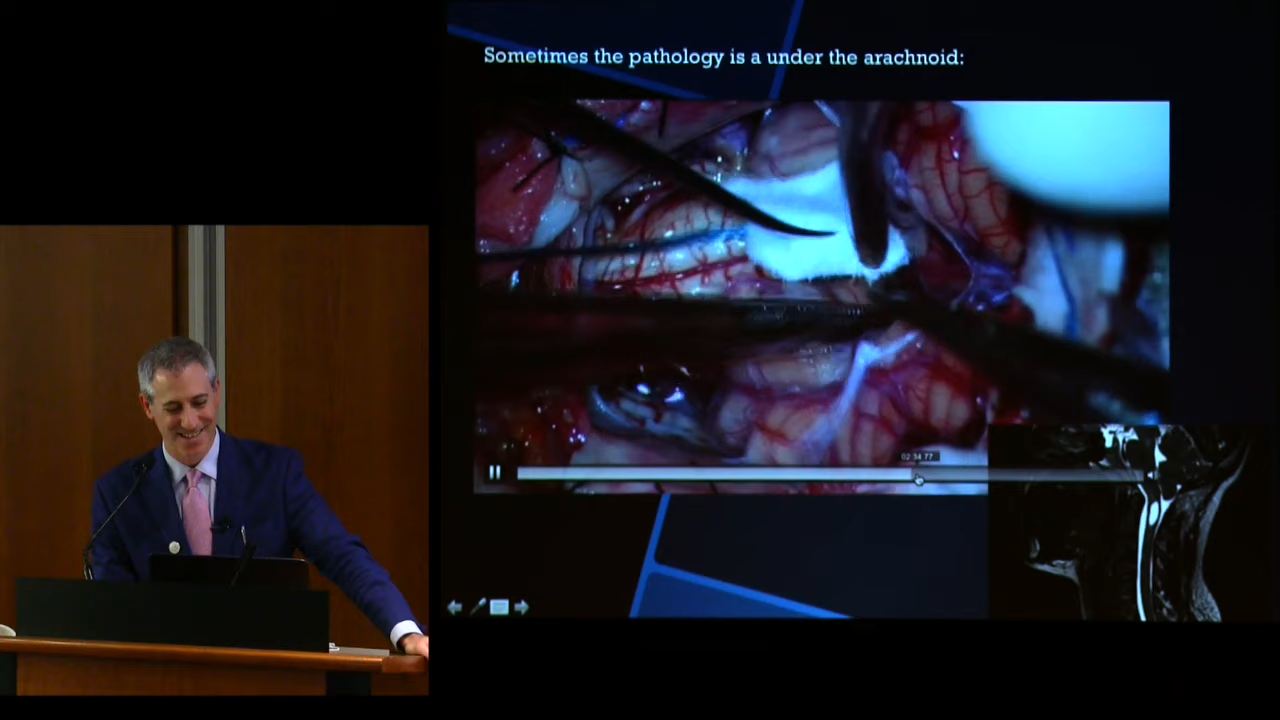 Sometimes the pathology is a under the arachnoid:
02:34.77